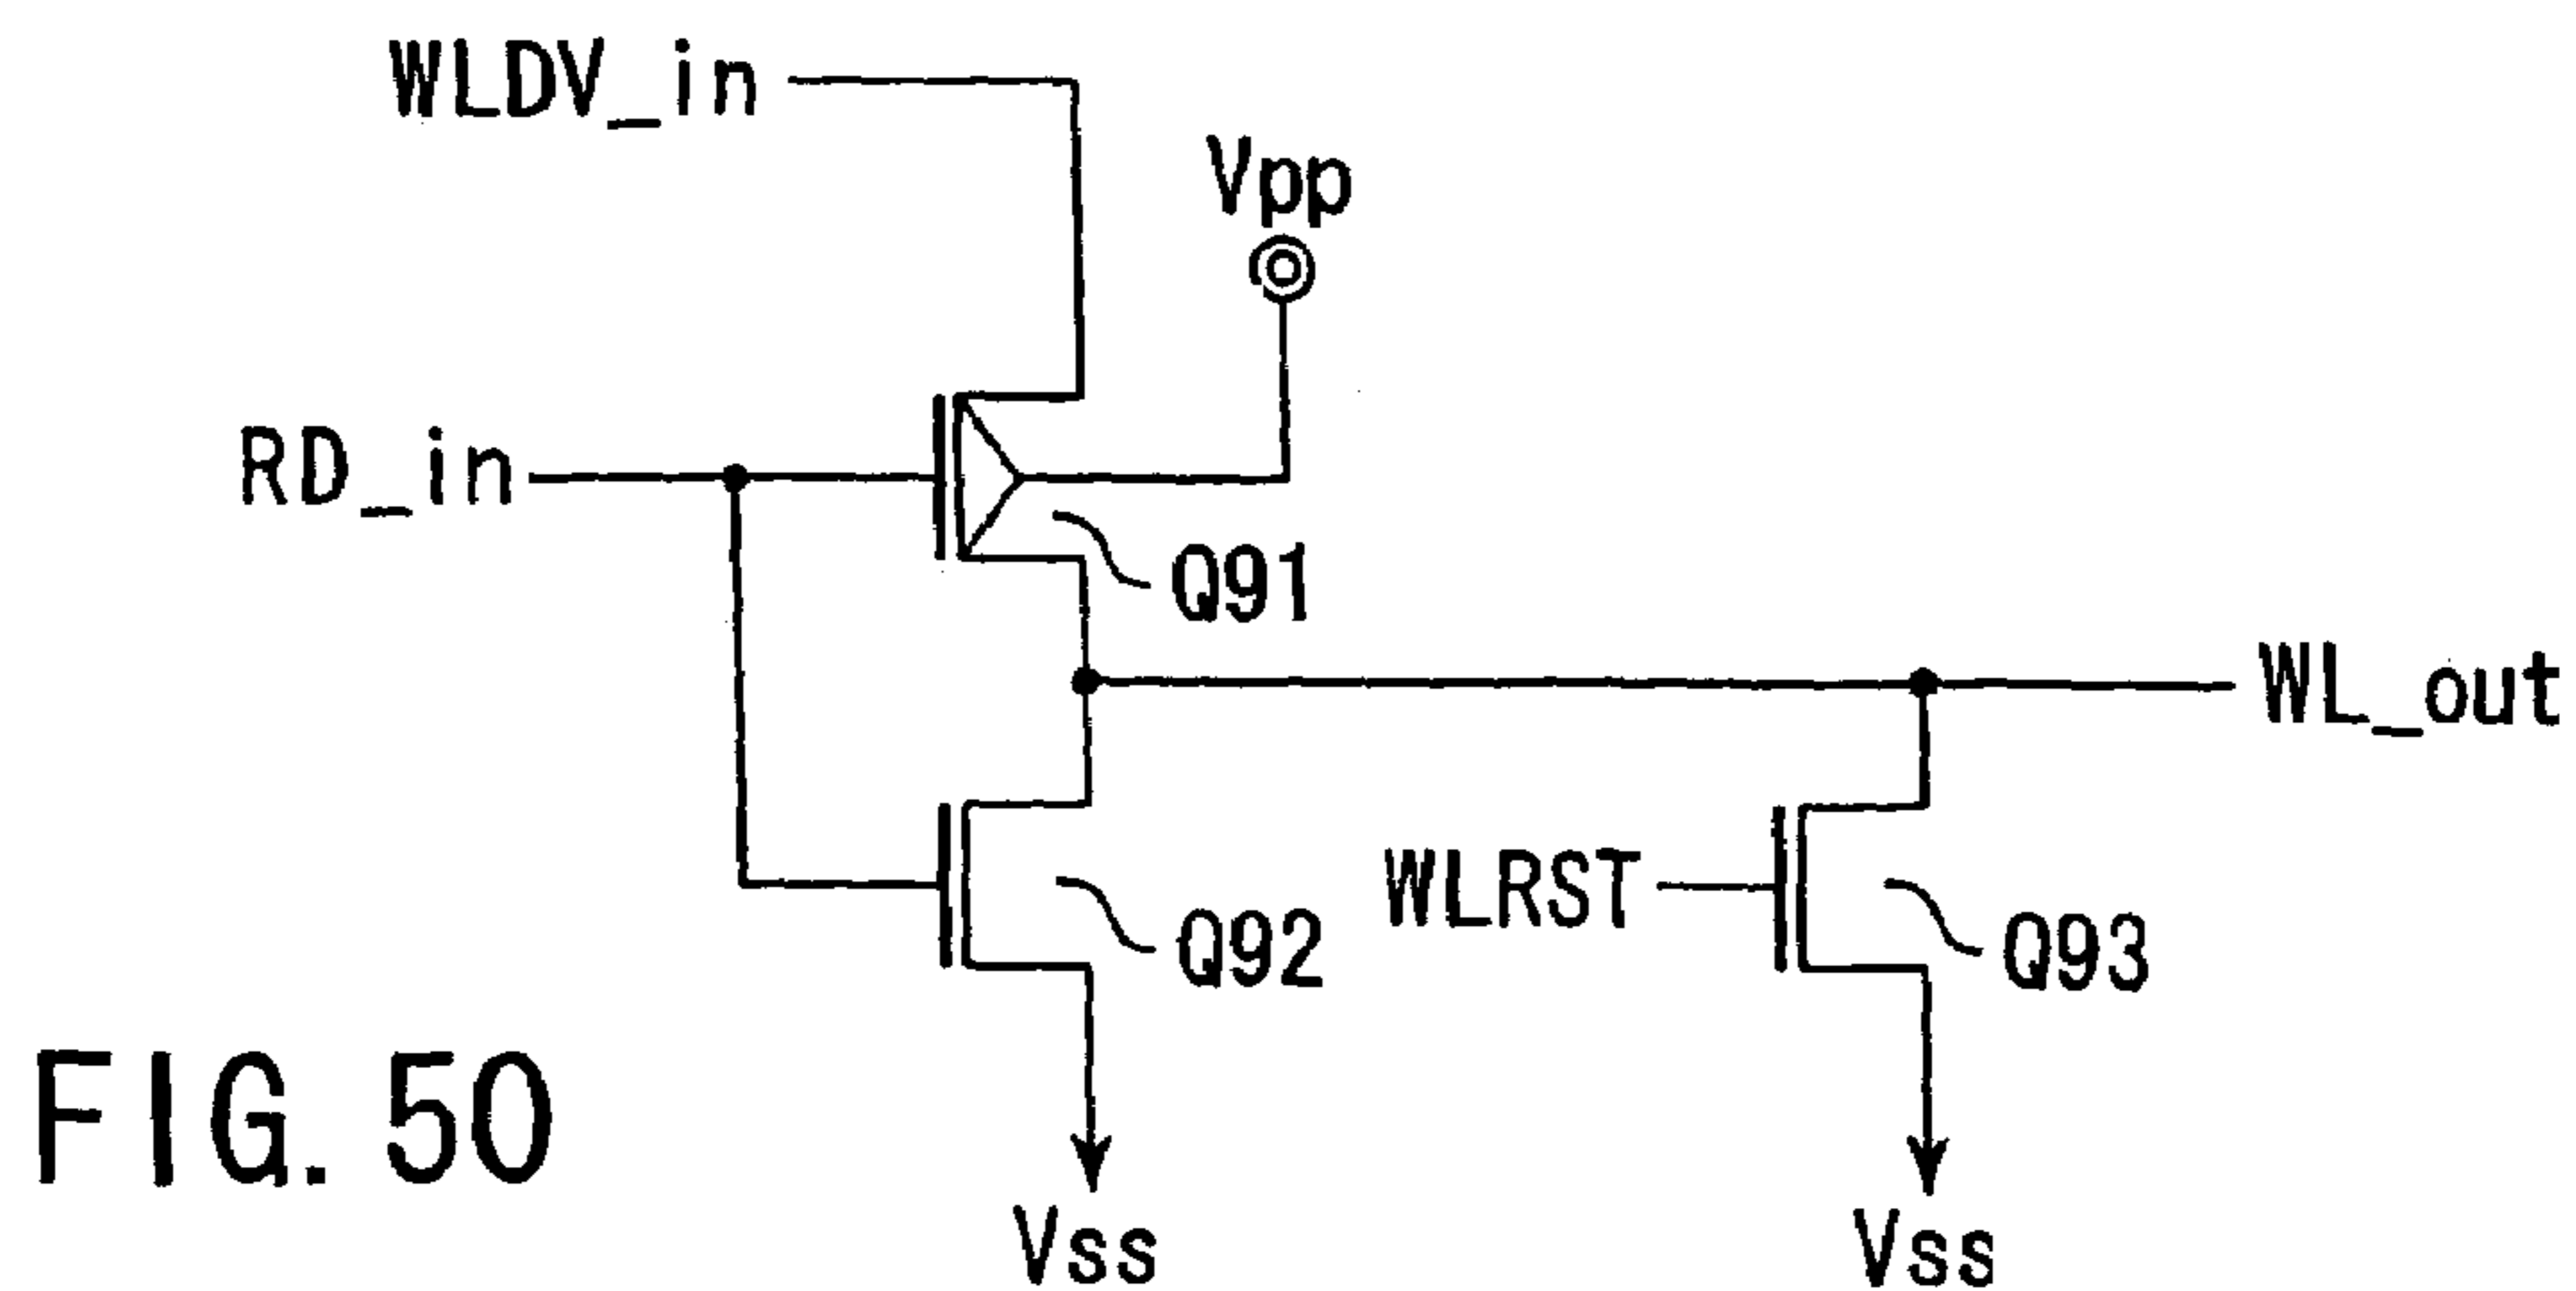 WLDV_in
Vpp
RD_in
Q91
WL_out
Q92
WLRST
Q93
FIG. 50
Vss
Vss